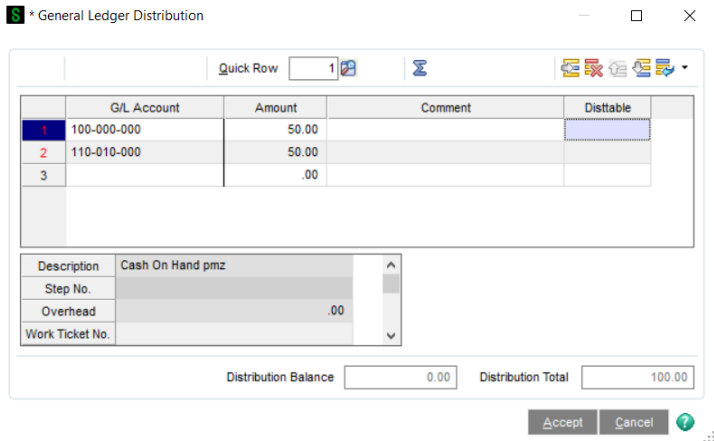 S * General Ledger Distribution
Quick Row 1
G/L Account Amount Comment Disttable
1 100-000-000 50.00
2 110-010-000 50.00
3 .00
Description Cash On Hand pmz
Step No.
Overhead .00
Work Ticket No.
Distribution Balance 0.00 Distribution Total 100.00
Accept Cancel ?